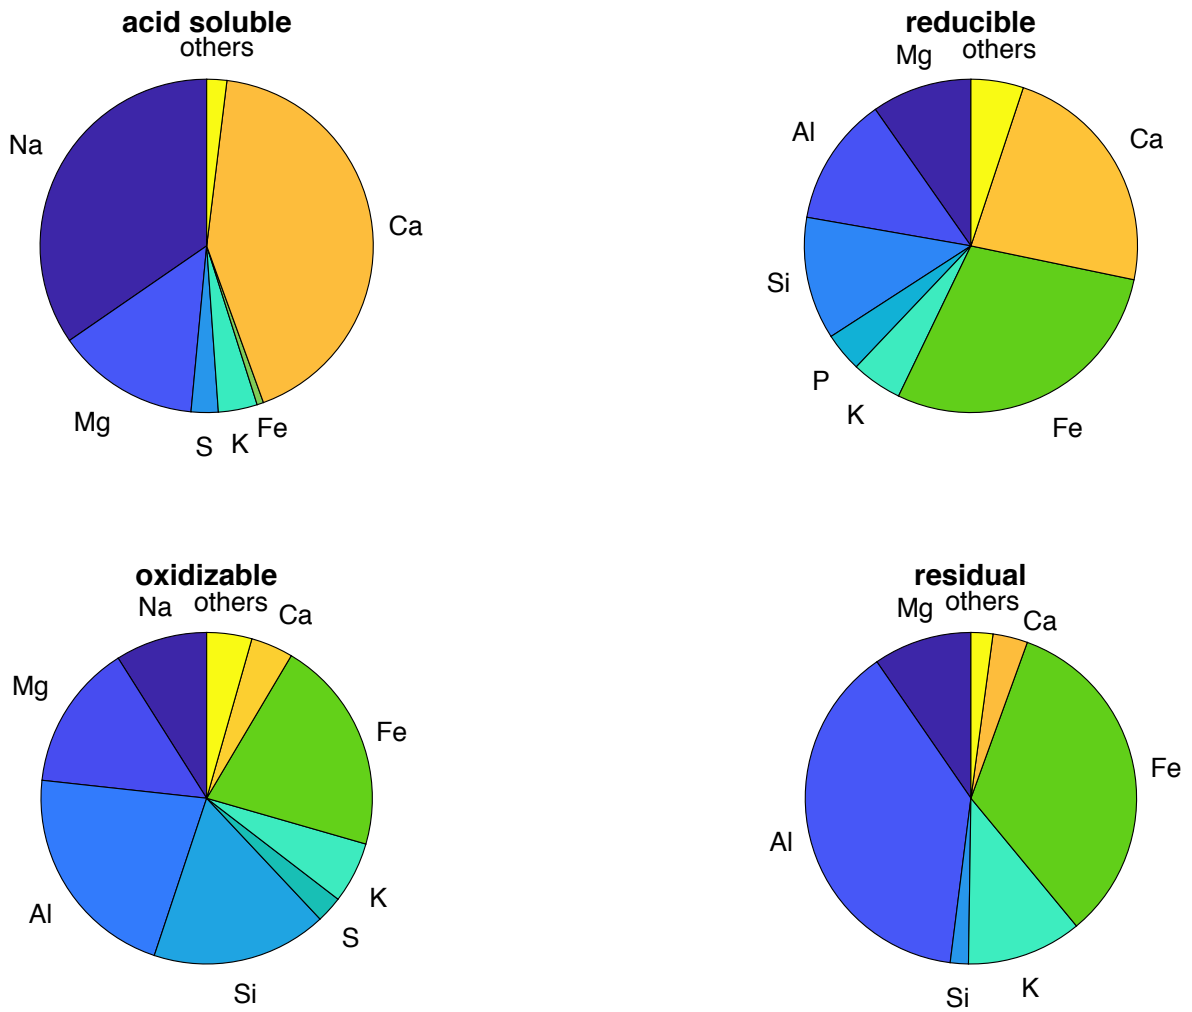 acid soluble
others
Na
Ca
Mg
S
K
Fe
reducible
Mg
others
Al
Ca
Si
P
K
Fe
oxidizable
Na
others
Ca
Mg
Fe
Al
K
S
Si
residual
Mg
others
Ca
Fe
Al
Si
K